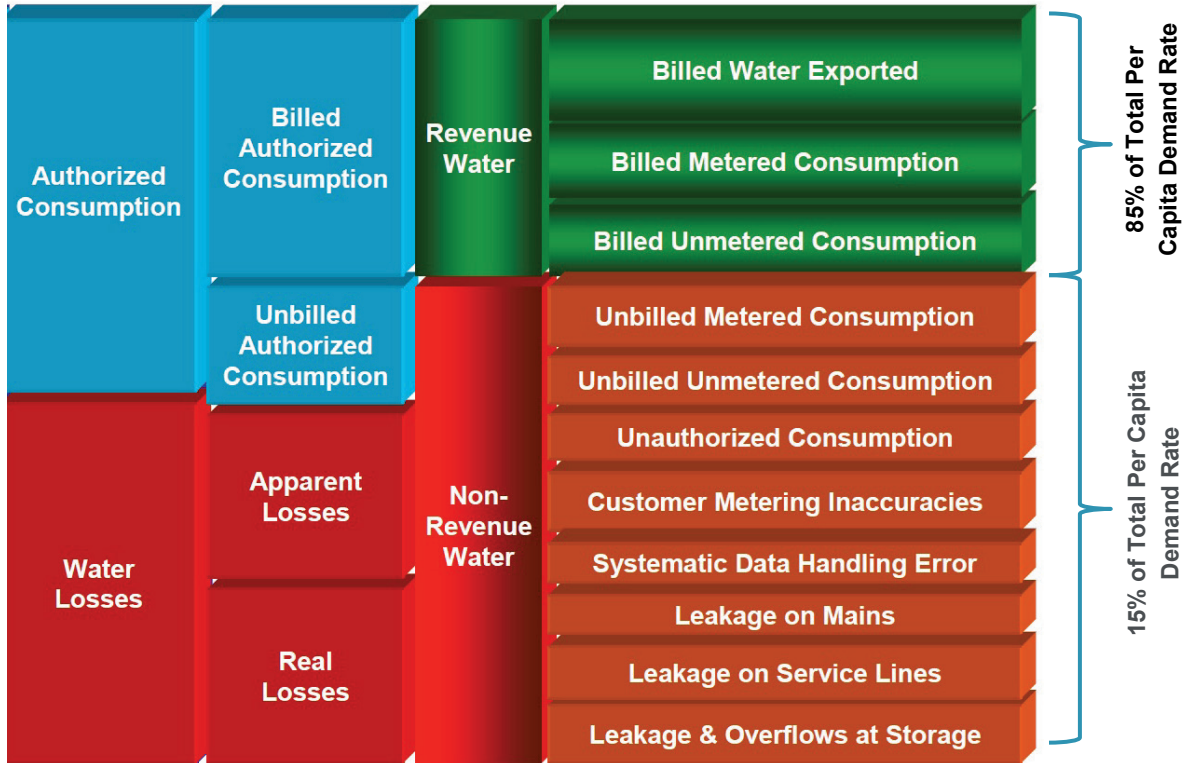 Authorized
Consumption
Water
Losses
Billed
Authorized
Consumption
Unbilled
Authorized
Consumption
Apparent
Losses
Real
Losses
Revenue
Water
Non-
Revenue
Water
Billed Water Exported
Billed Metered Consumption
Billed Unmetered Consumption
Unbilled Metered Consumption
Unbilled Unmetered Consumption
Unauthorized Consumption
Customer Metering Inaccuracies
Systematic Data Handling Error
Leakage on Mains
Leakage on Service Lines
Leakage & Overflows at Storage
85% of Total Per
Capita Demand Rate
15% of Total Per Capita
Demand Rate